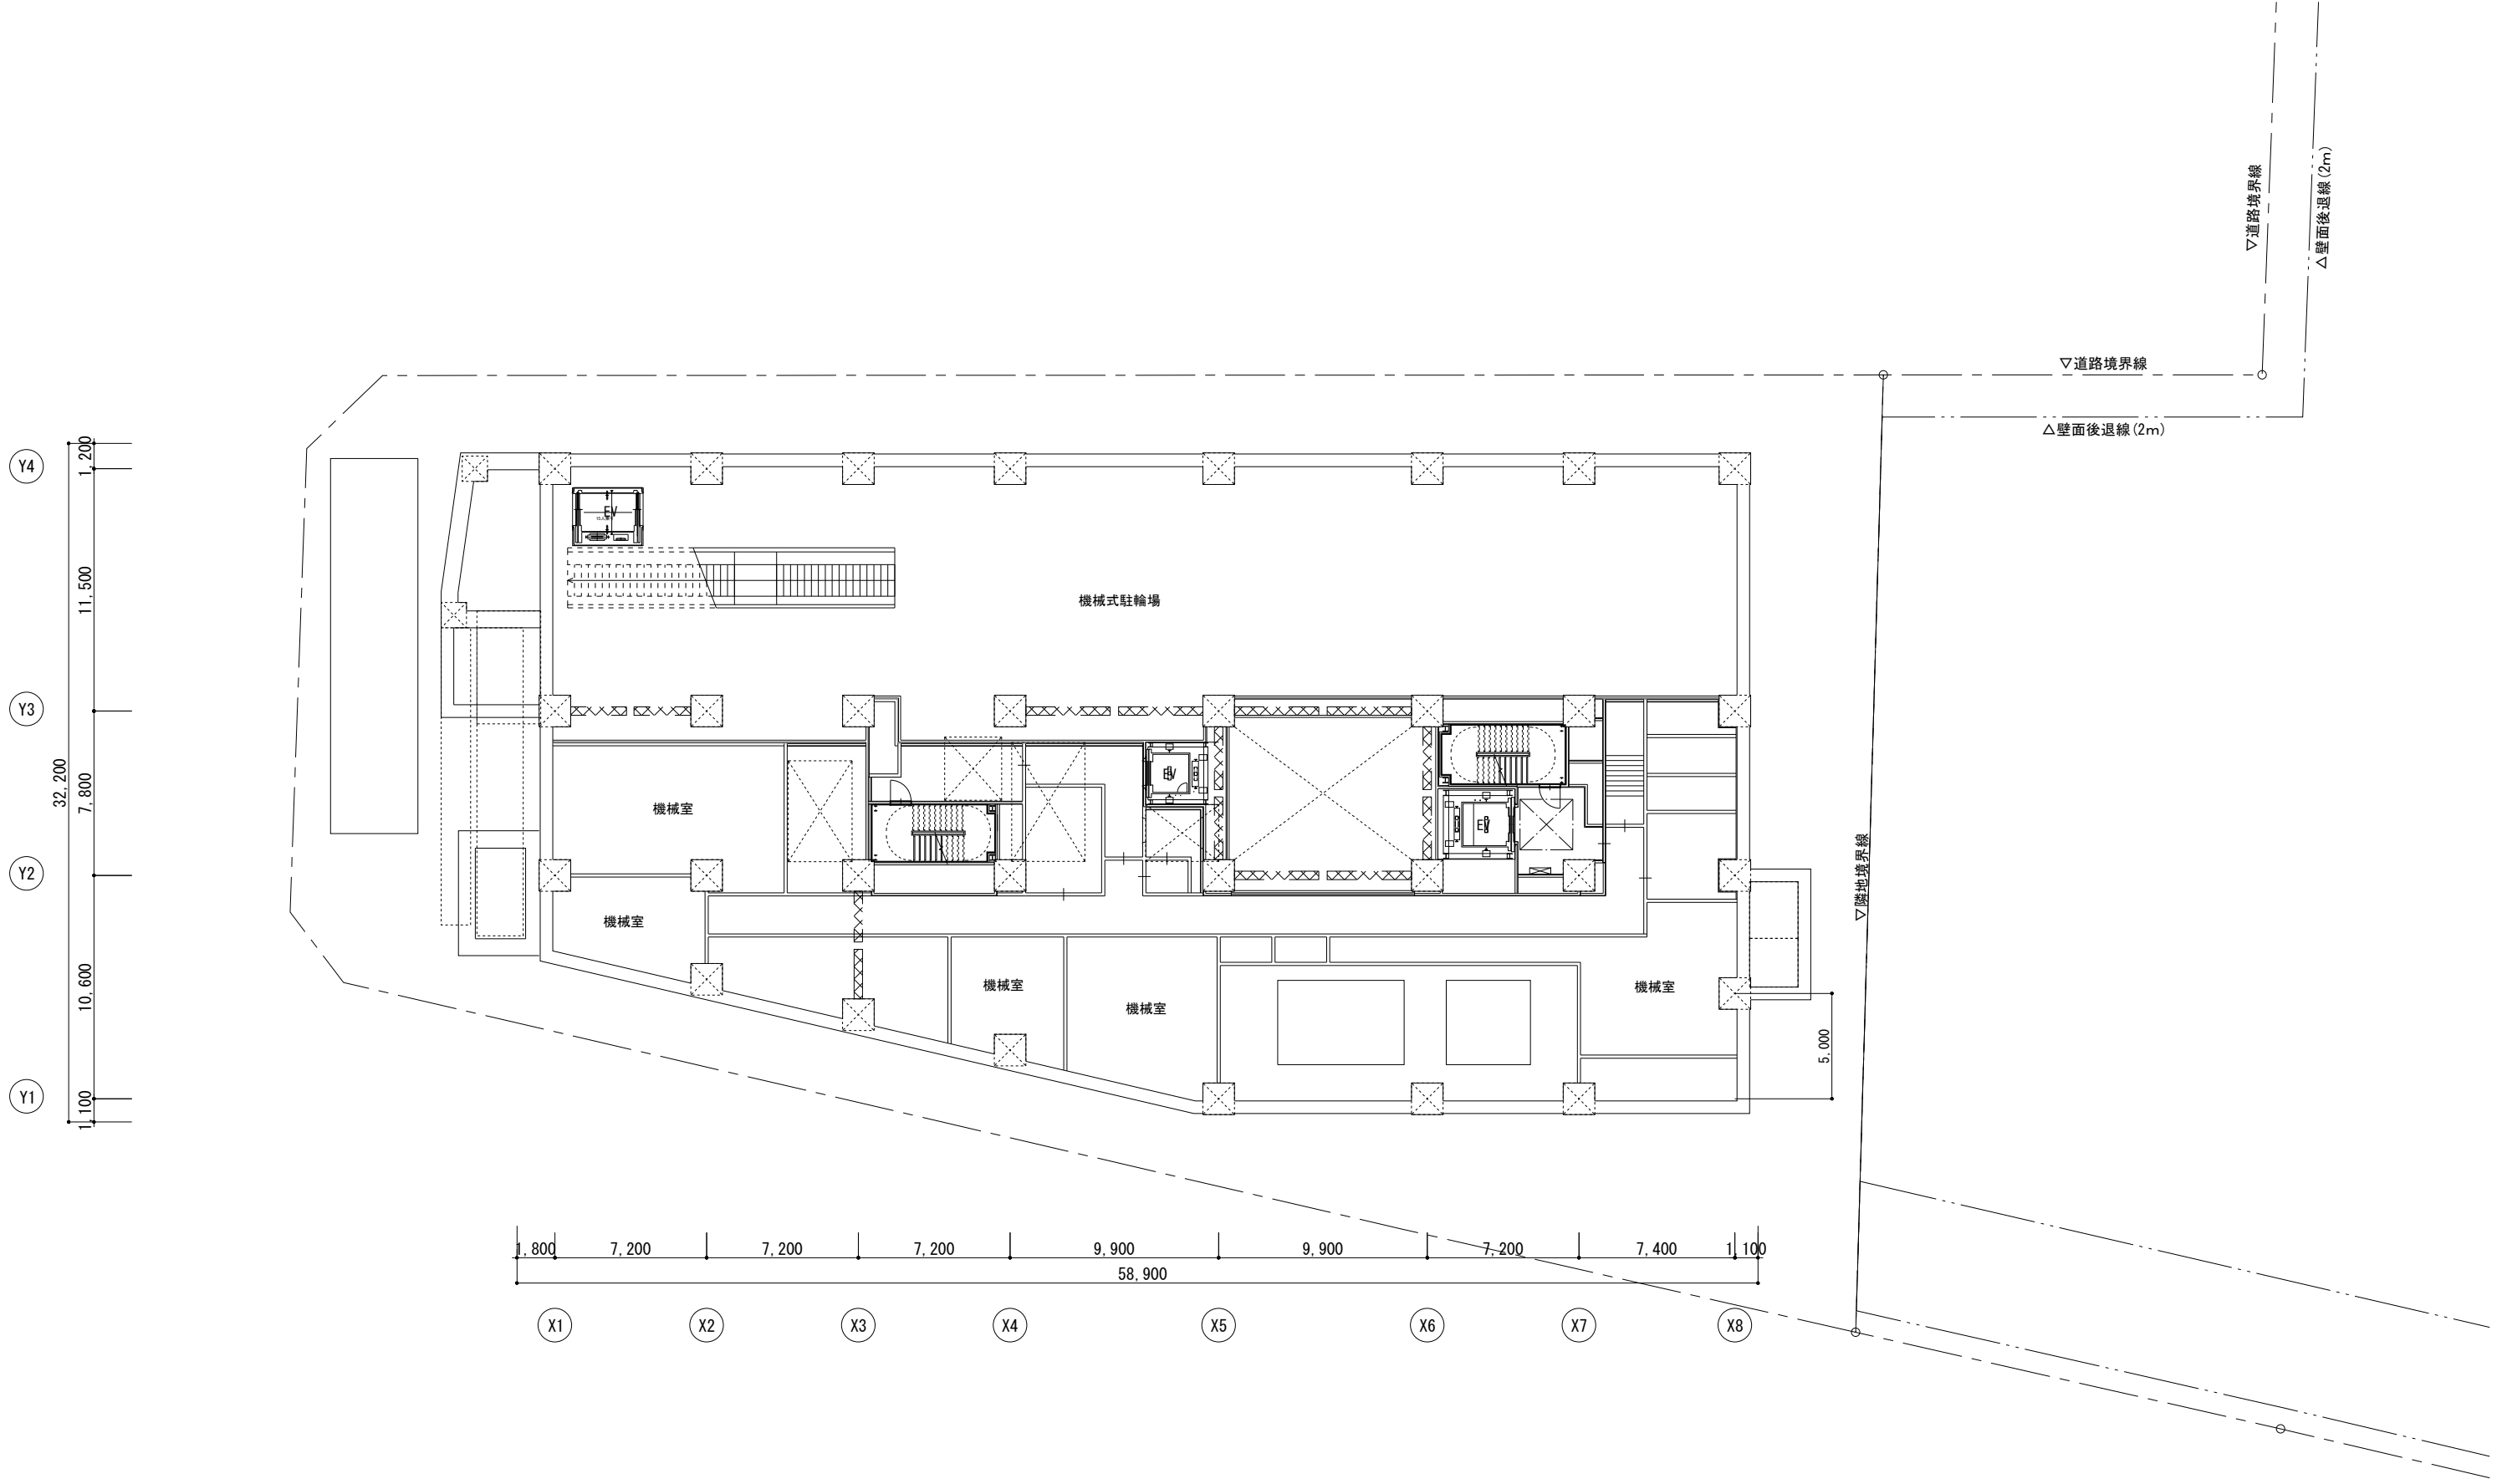 ▽道路境界線
△壁面後退線(2m)
▽道路境界線
△壁面後退線(2m)
Y4
1,200
EV
11,500
機械式駐輪場
Y3
32,200
7,800
機械室
EV
EV
▽隣地境界線
Y2
機械室
10,600
機械室
機械室
機械室
5,000
Y1
1,100
1,800
7,200
7,200
7,200
9,900
9,900
7,200
7,400
1,100
58,900
X1
X2
X3
X4
X5
X6
X7
X8